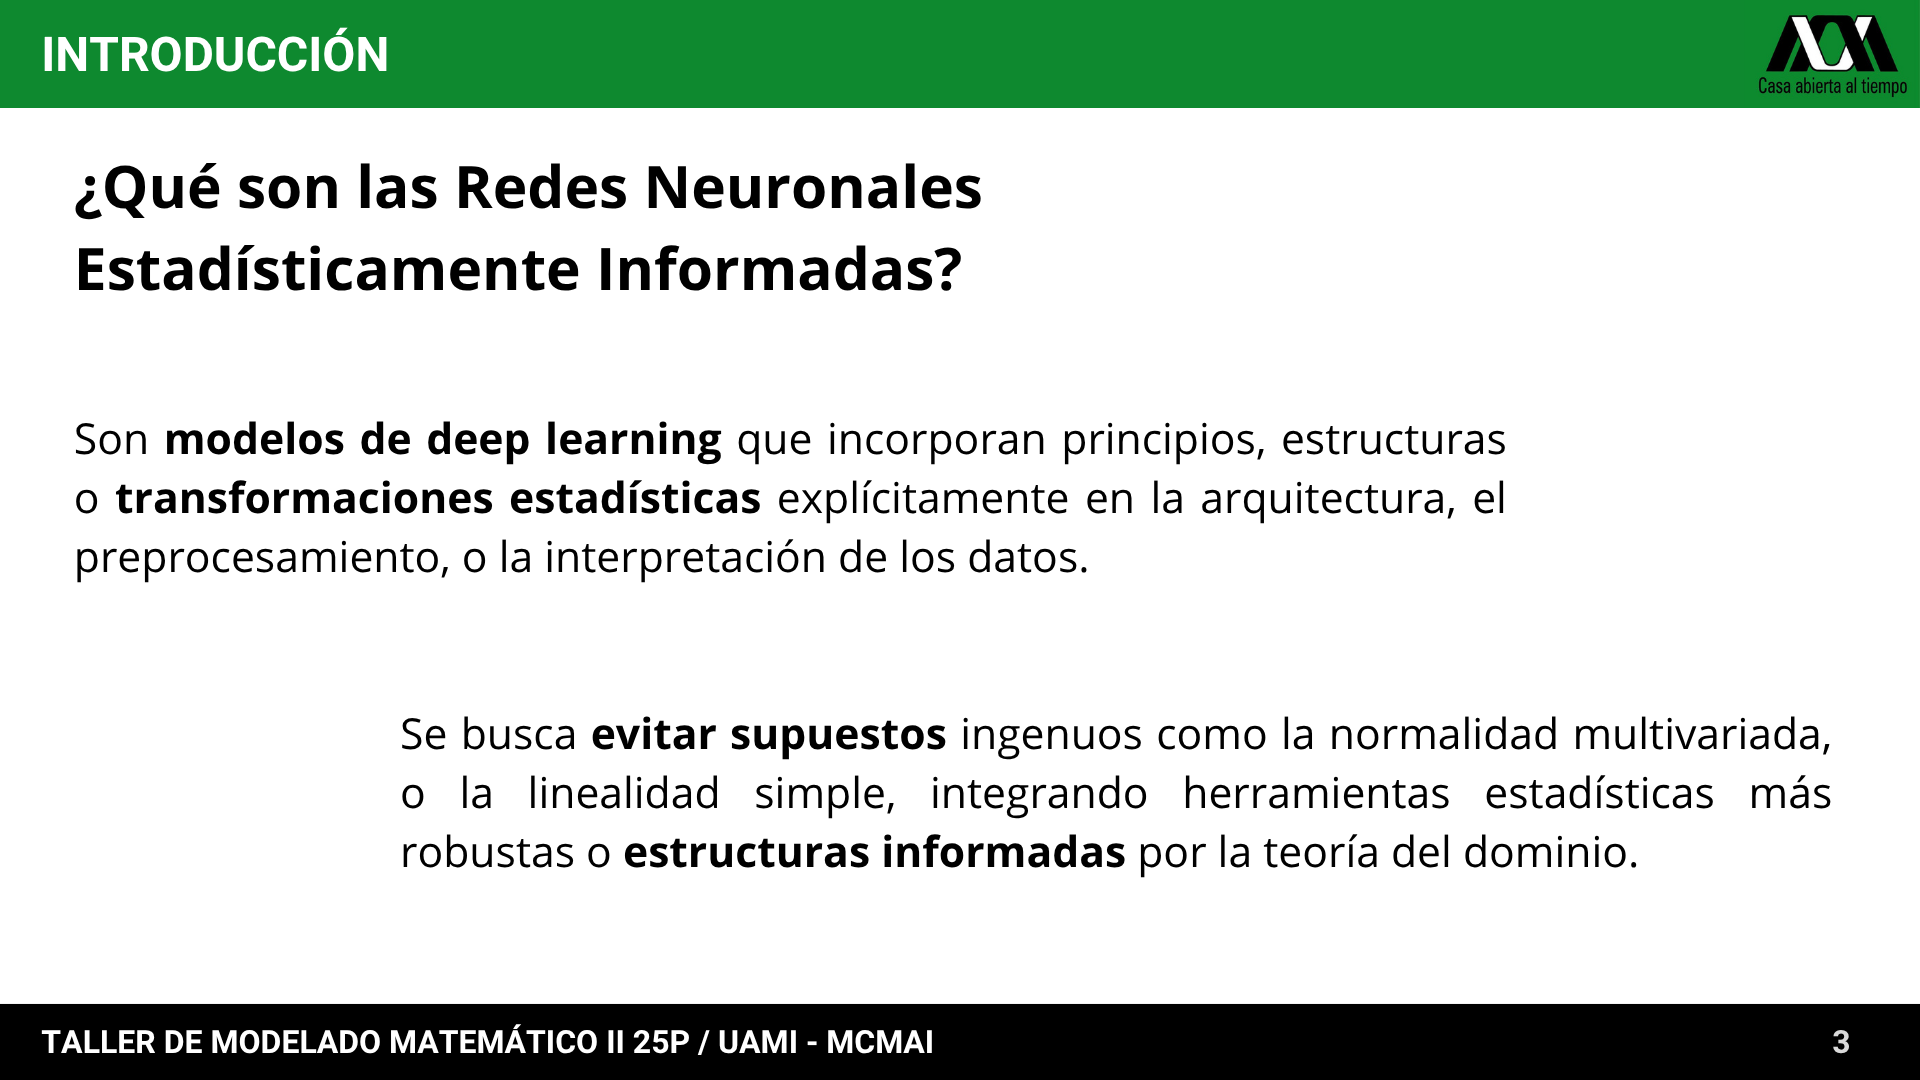 INTRODUCCIÓN
Casa abierta al tiempo
¿Qué son las Redes Neuronales
Estadísticamente Informadas?
Son modelos de deep learning que incorporan principios, estructuras
o transformaciones estadísticas explícitamente en la arquitectura, el
preprocesamiento, o la interpretación de los datos.
Se busca evitar supuestos ingenuos como la normalidad multivariada,
o la linealidad simple, integrando herramientas estadísticas más
robustas o estructuras informadas por la teoría del dominio.
TALLER DE MODELADO MATEMÁTICO II 25P / UAMI - MCMAI
3